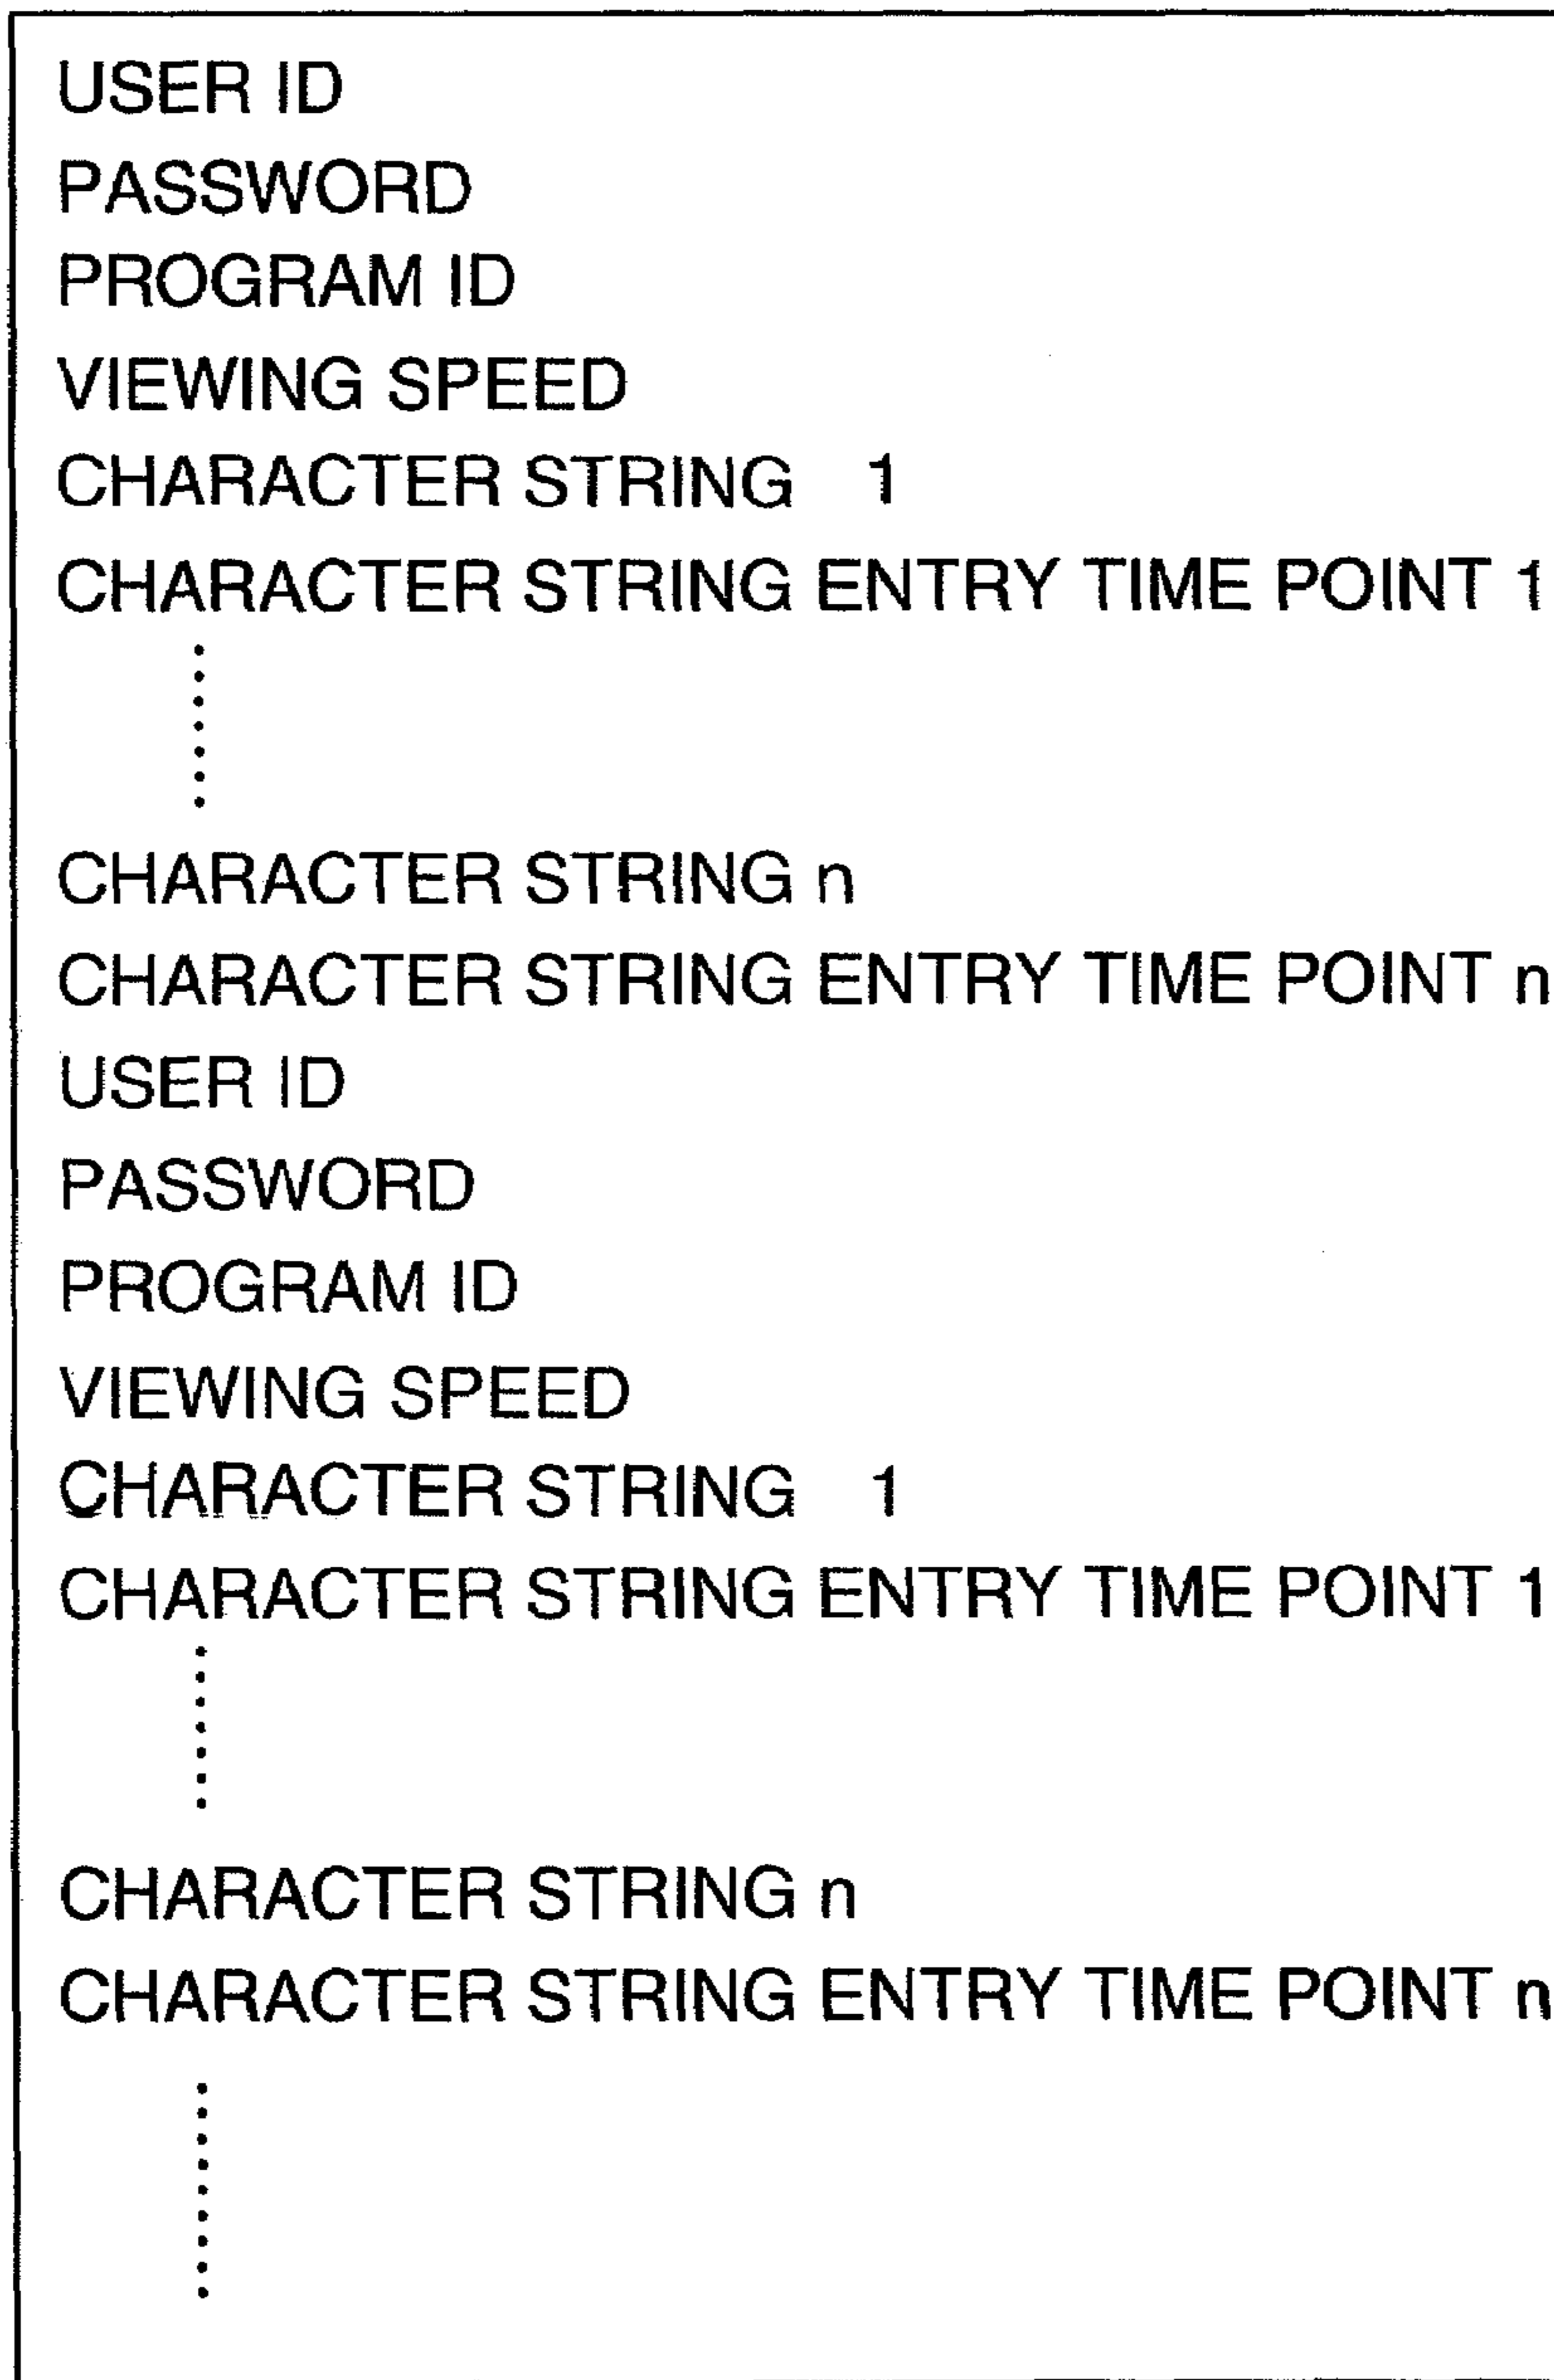 USER ID
PASSWORD
PROGRAM ID
VIEWING SPEED
CHARACTER STRING 1
CHARACTER STRING ENTRY TIME POINT 1
CHARACTER STRING n
CHARACTER STRING ENTRY TIME POINT n
USER ID
PASSWORD
PROGRAM ID
VIEWING SPEED
CHARACTER STRING 1
CHARACTER STRING ENTRY TIME POINT 1
CHARACTER STRING n
CHARACTER STRING ENTRY TIME POINT n